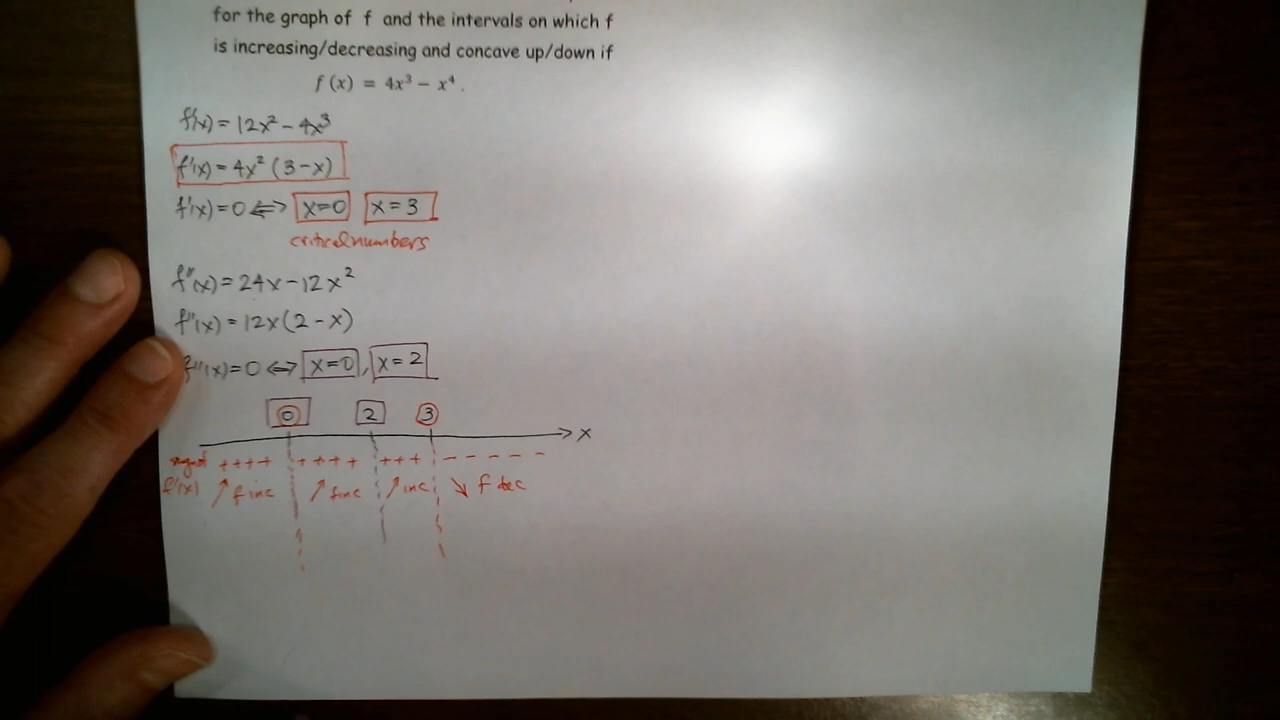 for the graph of f and the intervals on which f
is increasing/decreasing and concave up/down if
f (x) = 4x³ − x⁴ .
f'(x) = 12x² − 4x³
f'(x) = 4x² (3−x)
f'(x) = 0 ⇔ x=0 x = 3
critical numbers
f''(x) = 24x − 12x²
f''(x) = 12x(2 − x)
f''(x) = 0 ⇔ x=0, x=2
0 2 3
x
sign of ++++ ++++ +++ − − − − −
f'(x) ↗ f inc ↗ f inc ↗ inc ↘ f dec